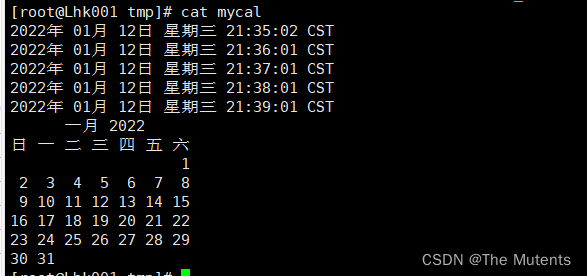 [root@Lhk001 tmp]# cat mycal
2022年 01月 12日 星期三 21:35:02 CST
2022年 01月 12日 星期三 21:36:01 CST
2022年 01月 12日 星期三 21:37:01 CST
2022年 01月 12日 星期三 21:38:01 CST
2022年 01月 12日 星期三 21:39:01 CST
一月 2022
日 一 二 三 四 五 六
1
2 3 4 5 6 7 8
9 10 11 12 13 14 15
16 17 18 19 20 21 22
23 24 25 26 27 28 29
30 31
[root@Lhk001 tmp]#
CSDN @The Mutents